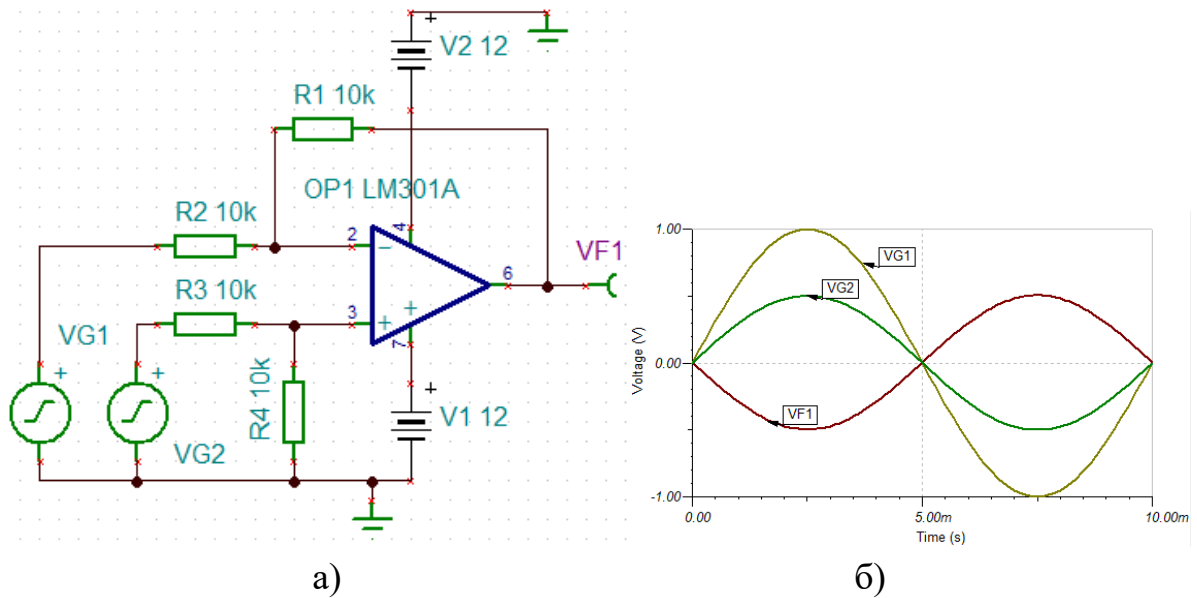 +
V2 12
R1 10k
OP1 LM301A
R2 10k
2
−
4
6
VF1
R3 10k
3
+
+
7
VG1
+
+
R4 10k
+
V1 12
VG2
а)
1.00
VG1
VG2
Voltage (V)
0.00
VF1
-1.00
0.00
5.00m
10.00m
Time (s)
б)